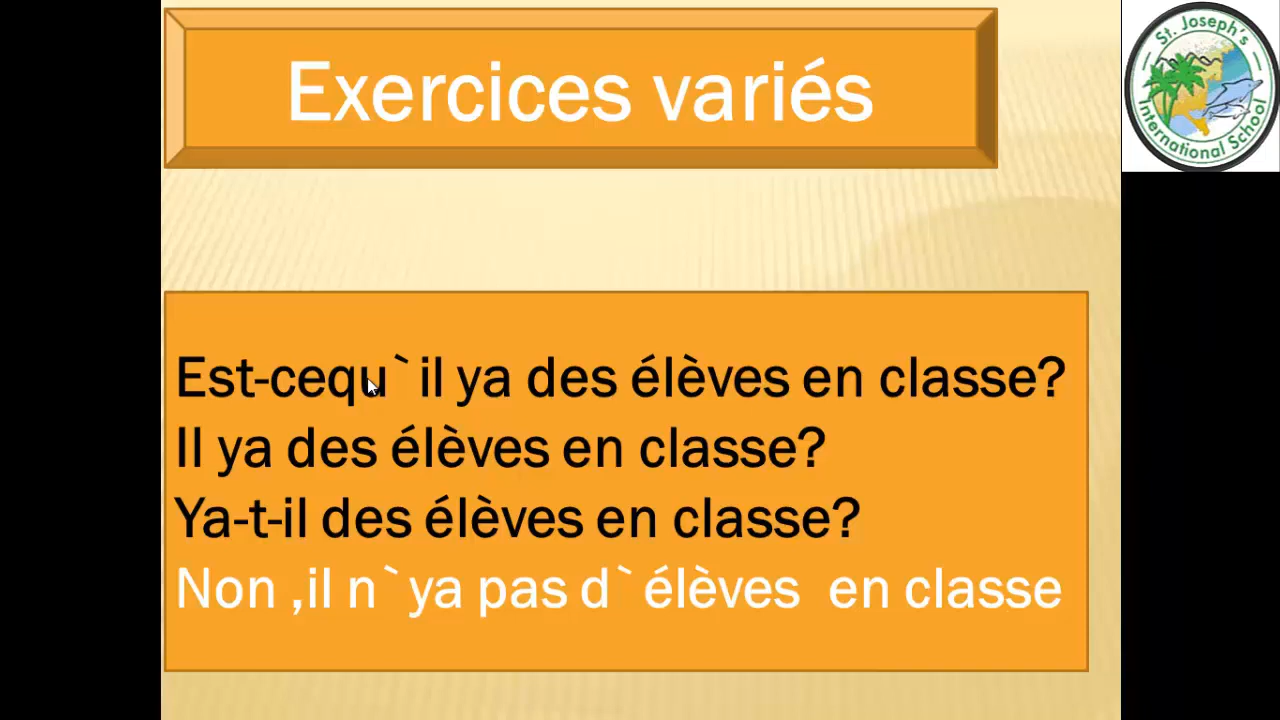 Exercices variés
St. Joseph's
International School
Est-cequ`il ya des élèves en classe?
Il ya des élèves en classe?
Ya-t-il des élèves en classe?
Non ,il n`ya pas d`élèves  en classe